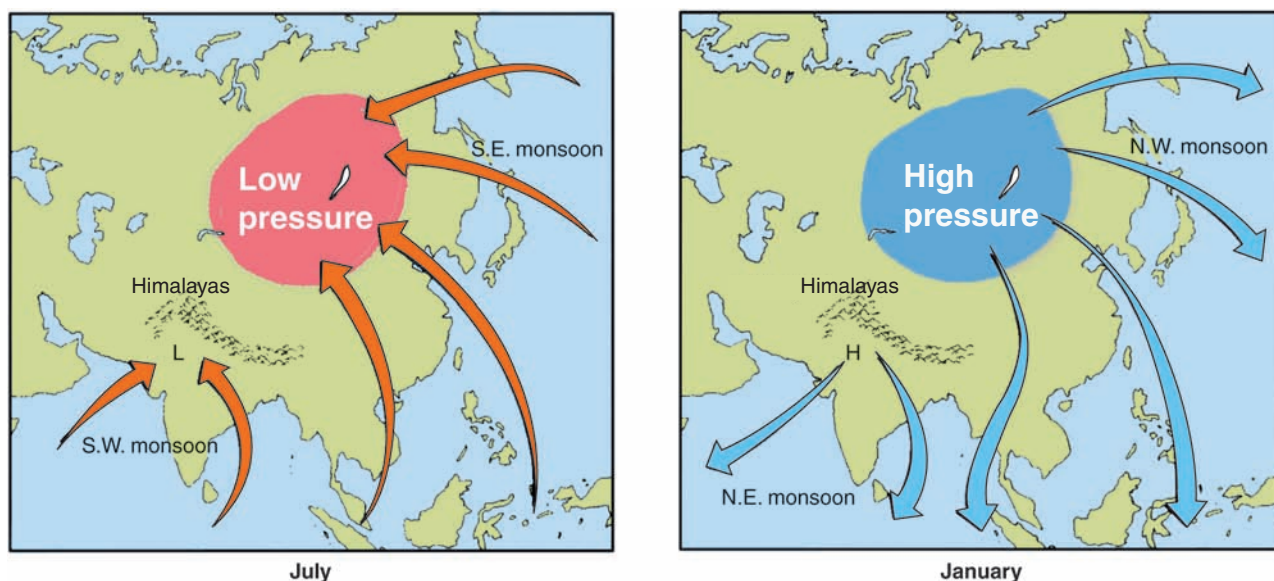 S.E. monsoon
Low
pressure
Himalayas
L
S.W. monsoon
July
N.W. monsoon
High
pressure
Himalayas
H
N.E. monsoon
January